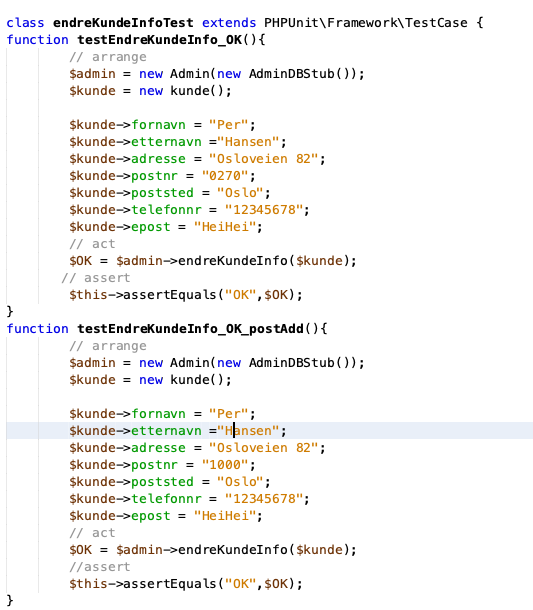 class endreKundeInfoTest extends PHPUnit\Framework\TestCase {
function testEndreKundeInfo_OK(){
        // arrange
        $admin = new Admin(new AdminDBStub());
        $kunde = new kunde();

        $kunde->fornavn = "Per";
        $kunde->etternavn ="Hansen";
        $kunde->adresse = "Osloveien 82";
        $kunde->postnr = "0270";
        $kunde->poststed = "Oslo";
        $kunde->telefonnr = "12345678";
        $kunde->epost = "HeiHei";
        // act
        $OK = $admin->endreKundeInfo($kunde);
       // assert
        $this->assertEquals("OK",$OK);
}
function testEndreKundeInfo_OK_postAdd(){
        // arrange
        $admin = new Admin(new AdminDBStub());
        $kunde = new kunde();

        $kunde->fornavn = "Per";
        $kunde->etternavn ="Hansen";
        $kunde->adresse = "Osloveien 82";
        $kunde->postnr = "1000";
        $kunde->poststed = "Oslo";
        $kunde->telefonnr = "12345678";
        $kunde->epost = "HeiHei";
        // act
        $OK = $admin->endreKundeInfo($kunde);
        //assert
        $this->assertEquals("OK",$OK);
}